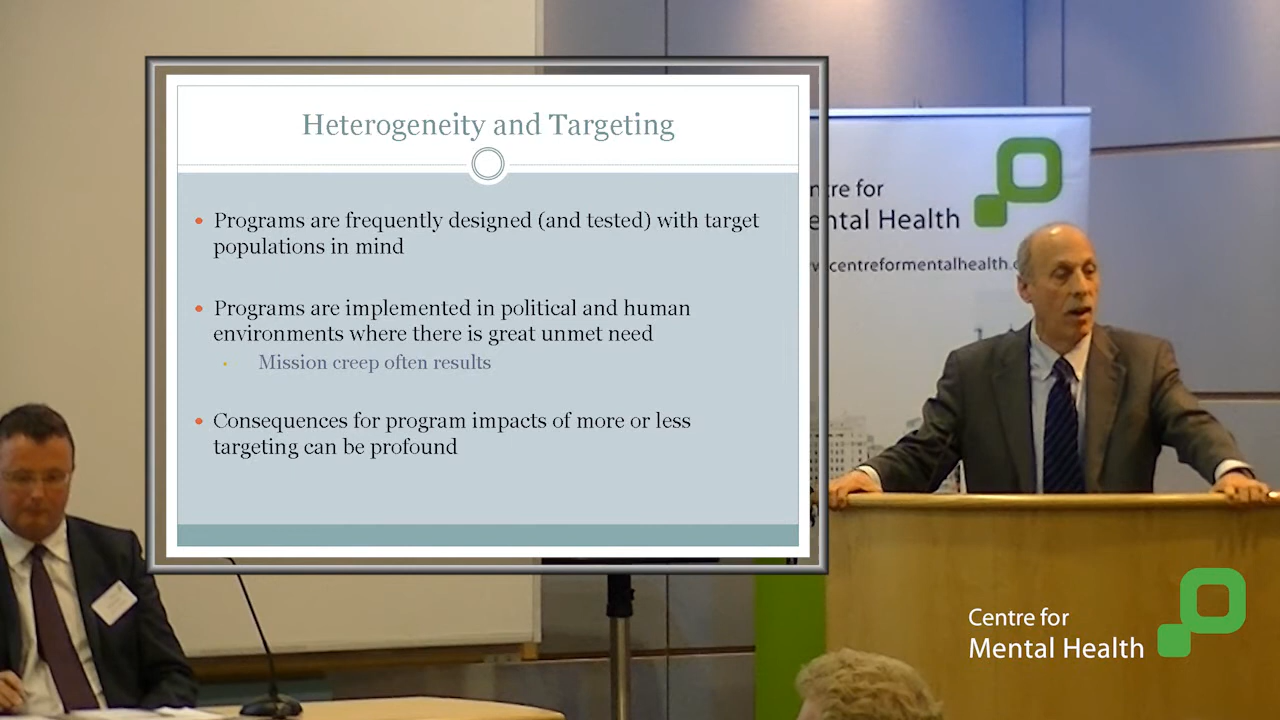 Heterogeneity and Targeting
• Programs are frequently designed (and tested) with target
populations in mind
• Programs are implemented in political and human
environments where there is great unmet need
• Mission creep often results
• Consequences for program impacts of more or less
targeting can be profound
ntre for
ental Health
centreformentalhealth.
Centre for
Mental Health